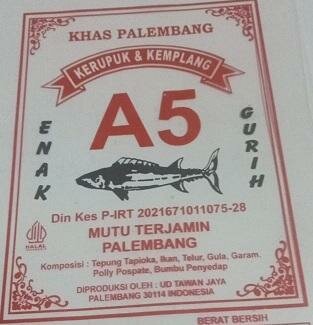 KHAS PALEMBANG
KERUPUK & KEMPLANG
A5
ENAK
GURIH
Din Kes P-IRT 2021671011075-28
HALAL
MUTU TERJAMIN
PALEMBANG
Komposisi : Tepung Tapioka, Ikan, Telur, Gula, Garam.
Polly Pospate, Bumbu Penyedap
DIPRODUKSI OLEH : UD TAWAN JAYA
PALEMBANG 30114 INDONESIA
BERAT BERSIH